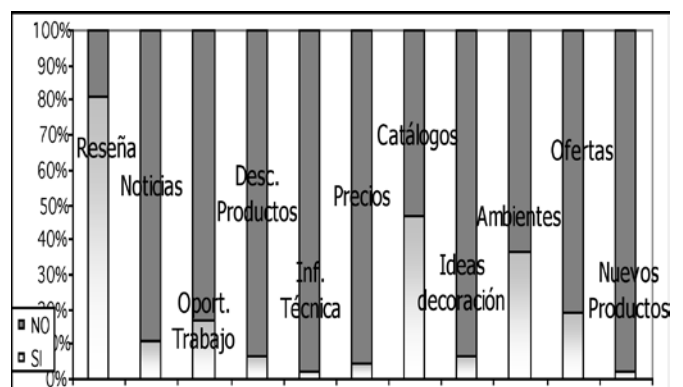 100%
90%
80%
70%
60%
50%
40%
30%
20%
0%
Reseña
Noticias
Oport.
Trabajo
Desc.
Productos
Inf.
Técnica
Precios
Catálogos
Ideas
decoración
Ambientes
Ofertas
Nuevos
Productos
NO
SI